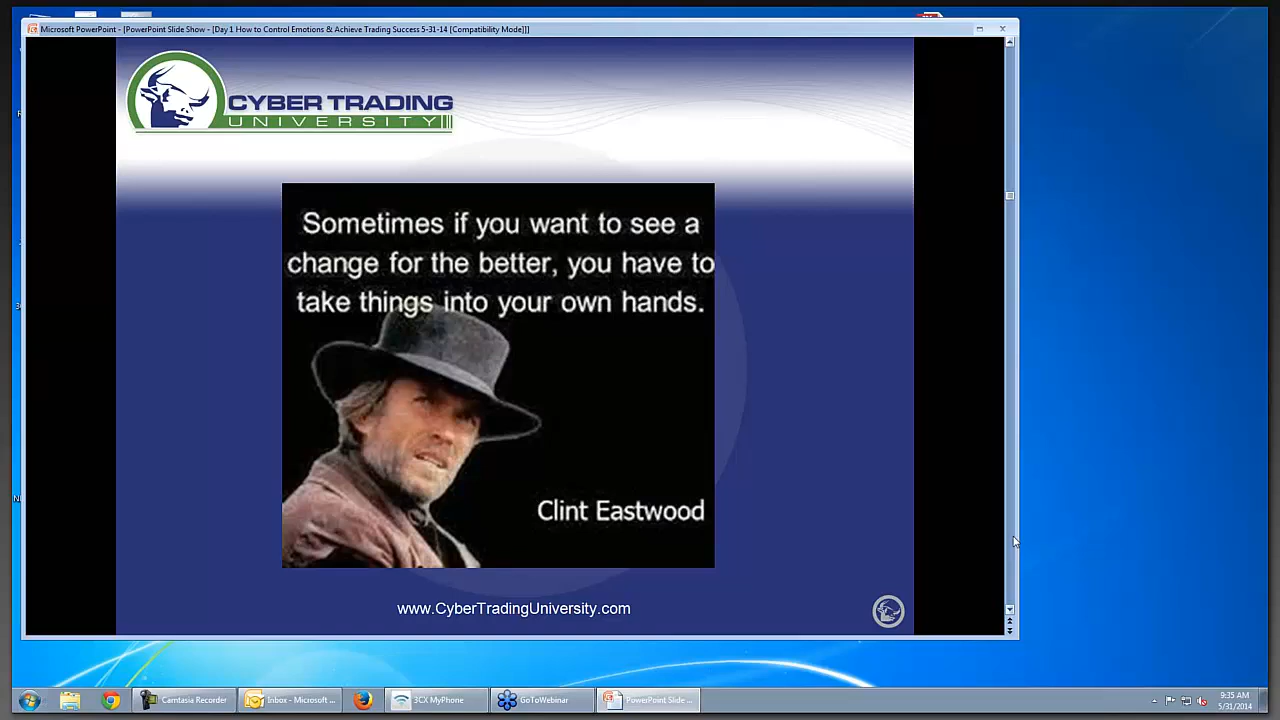 Microsoft PowerPoint - [PowerPoint Slide Show - [Day 1 How to Control Emotions & Achieve Trading Success 5-31-14 [Compatibility Mode]]]
CYBER TRADING
UNIVERSITY
Sometimes if you want to see a
change for the better, you have to
take things into your own hands.
Clint Eastwood
www.CyberTradingUniversity.com
Camtasia Recorder
Inbox - Microsoft ...
3CX MyPhone
GoToWebinar
PowerPoint Slide ...
9:35 AM
5/31/2014